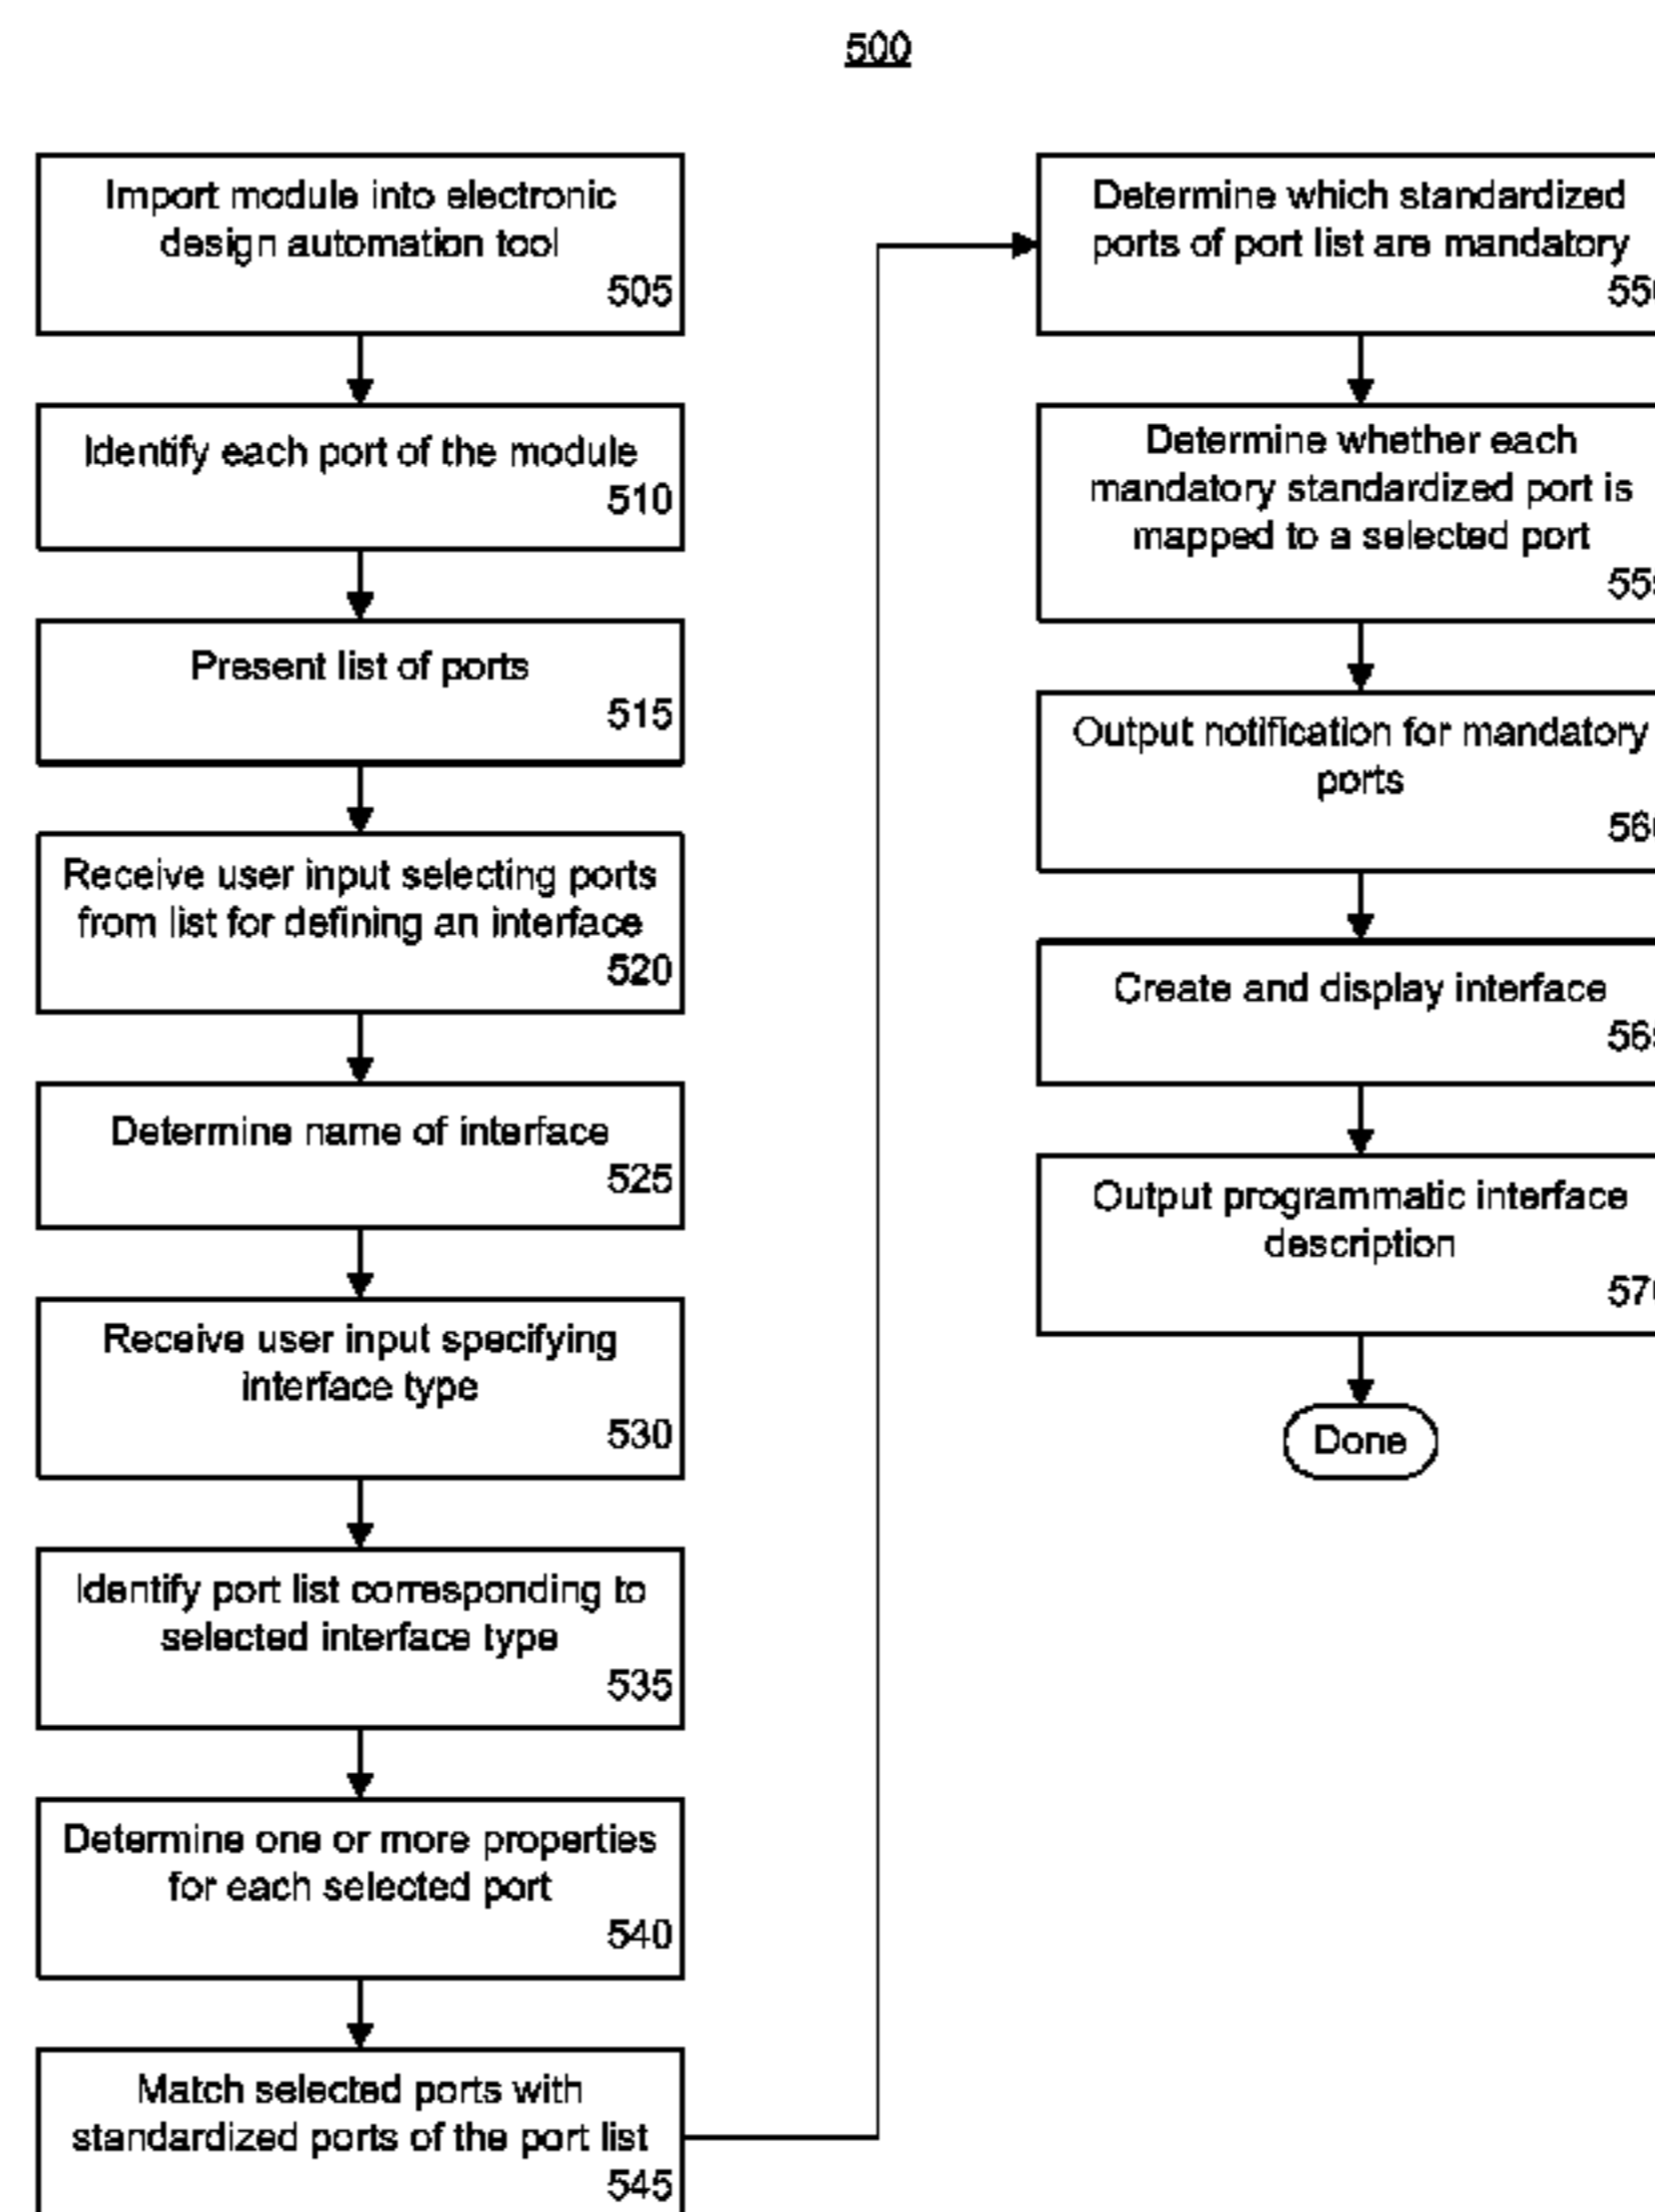 500
Import module into electronic
design automation tool
505
Identify each port of the module
510
Present list of ports
515
Receive user input selecting ports
from list for defining an interface
520
Determine name of interface
525
Receive user input specifying
interface type
530
Identify port list corresponding to
selected interface type
535
Determine one or more properties
for each selected port
540
Match selected ports with
standardized ports of the port list
545
Determine which standardized
ports of port list are mandatory
Determine whether each
mandatory standardized port is
mapped to a selected port
Output notification for mandatory
ports
Create and display interface
Output programmatic interface
description
Done